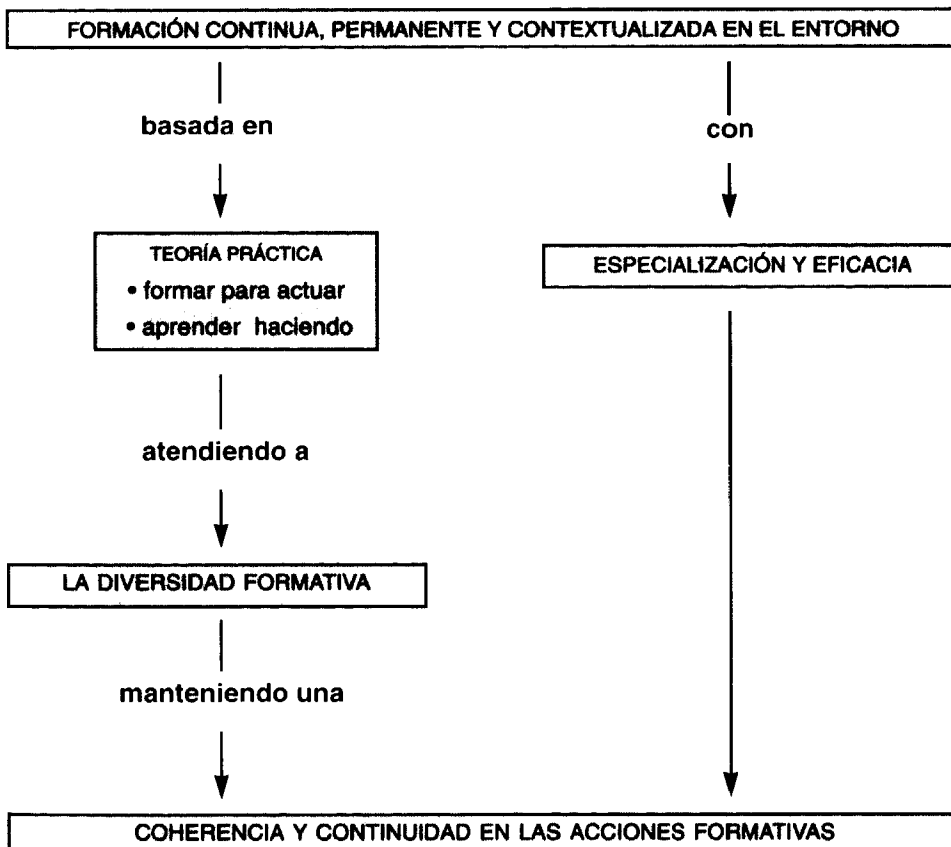 FORMACIÓN CONTINUA, PERMANENTE Y CONTEXTUALIZADA EN EL ENTORNO
basada en
con
TEORÍA PRÁCTICA
• formar para actuar
• aprender haciendo
ESPECIALIZACIÓN Y EFICACIA
atendiendo a
LA DIVERSIDAD FORMATIVA
manteniendo una
COHERENCIA Y CONTINUIDAD EN LAS ACCIONES FORMATIVAS